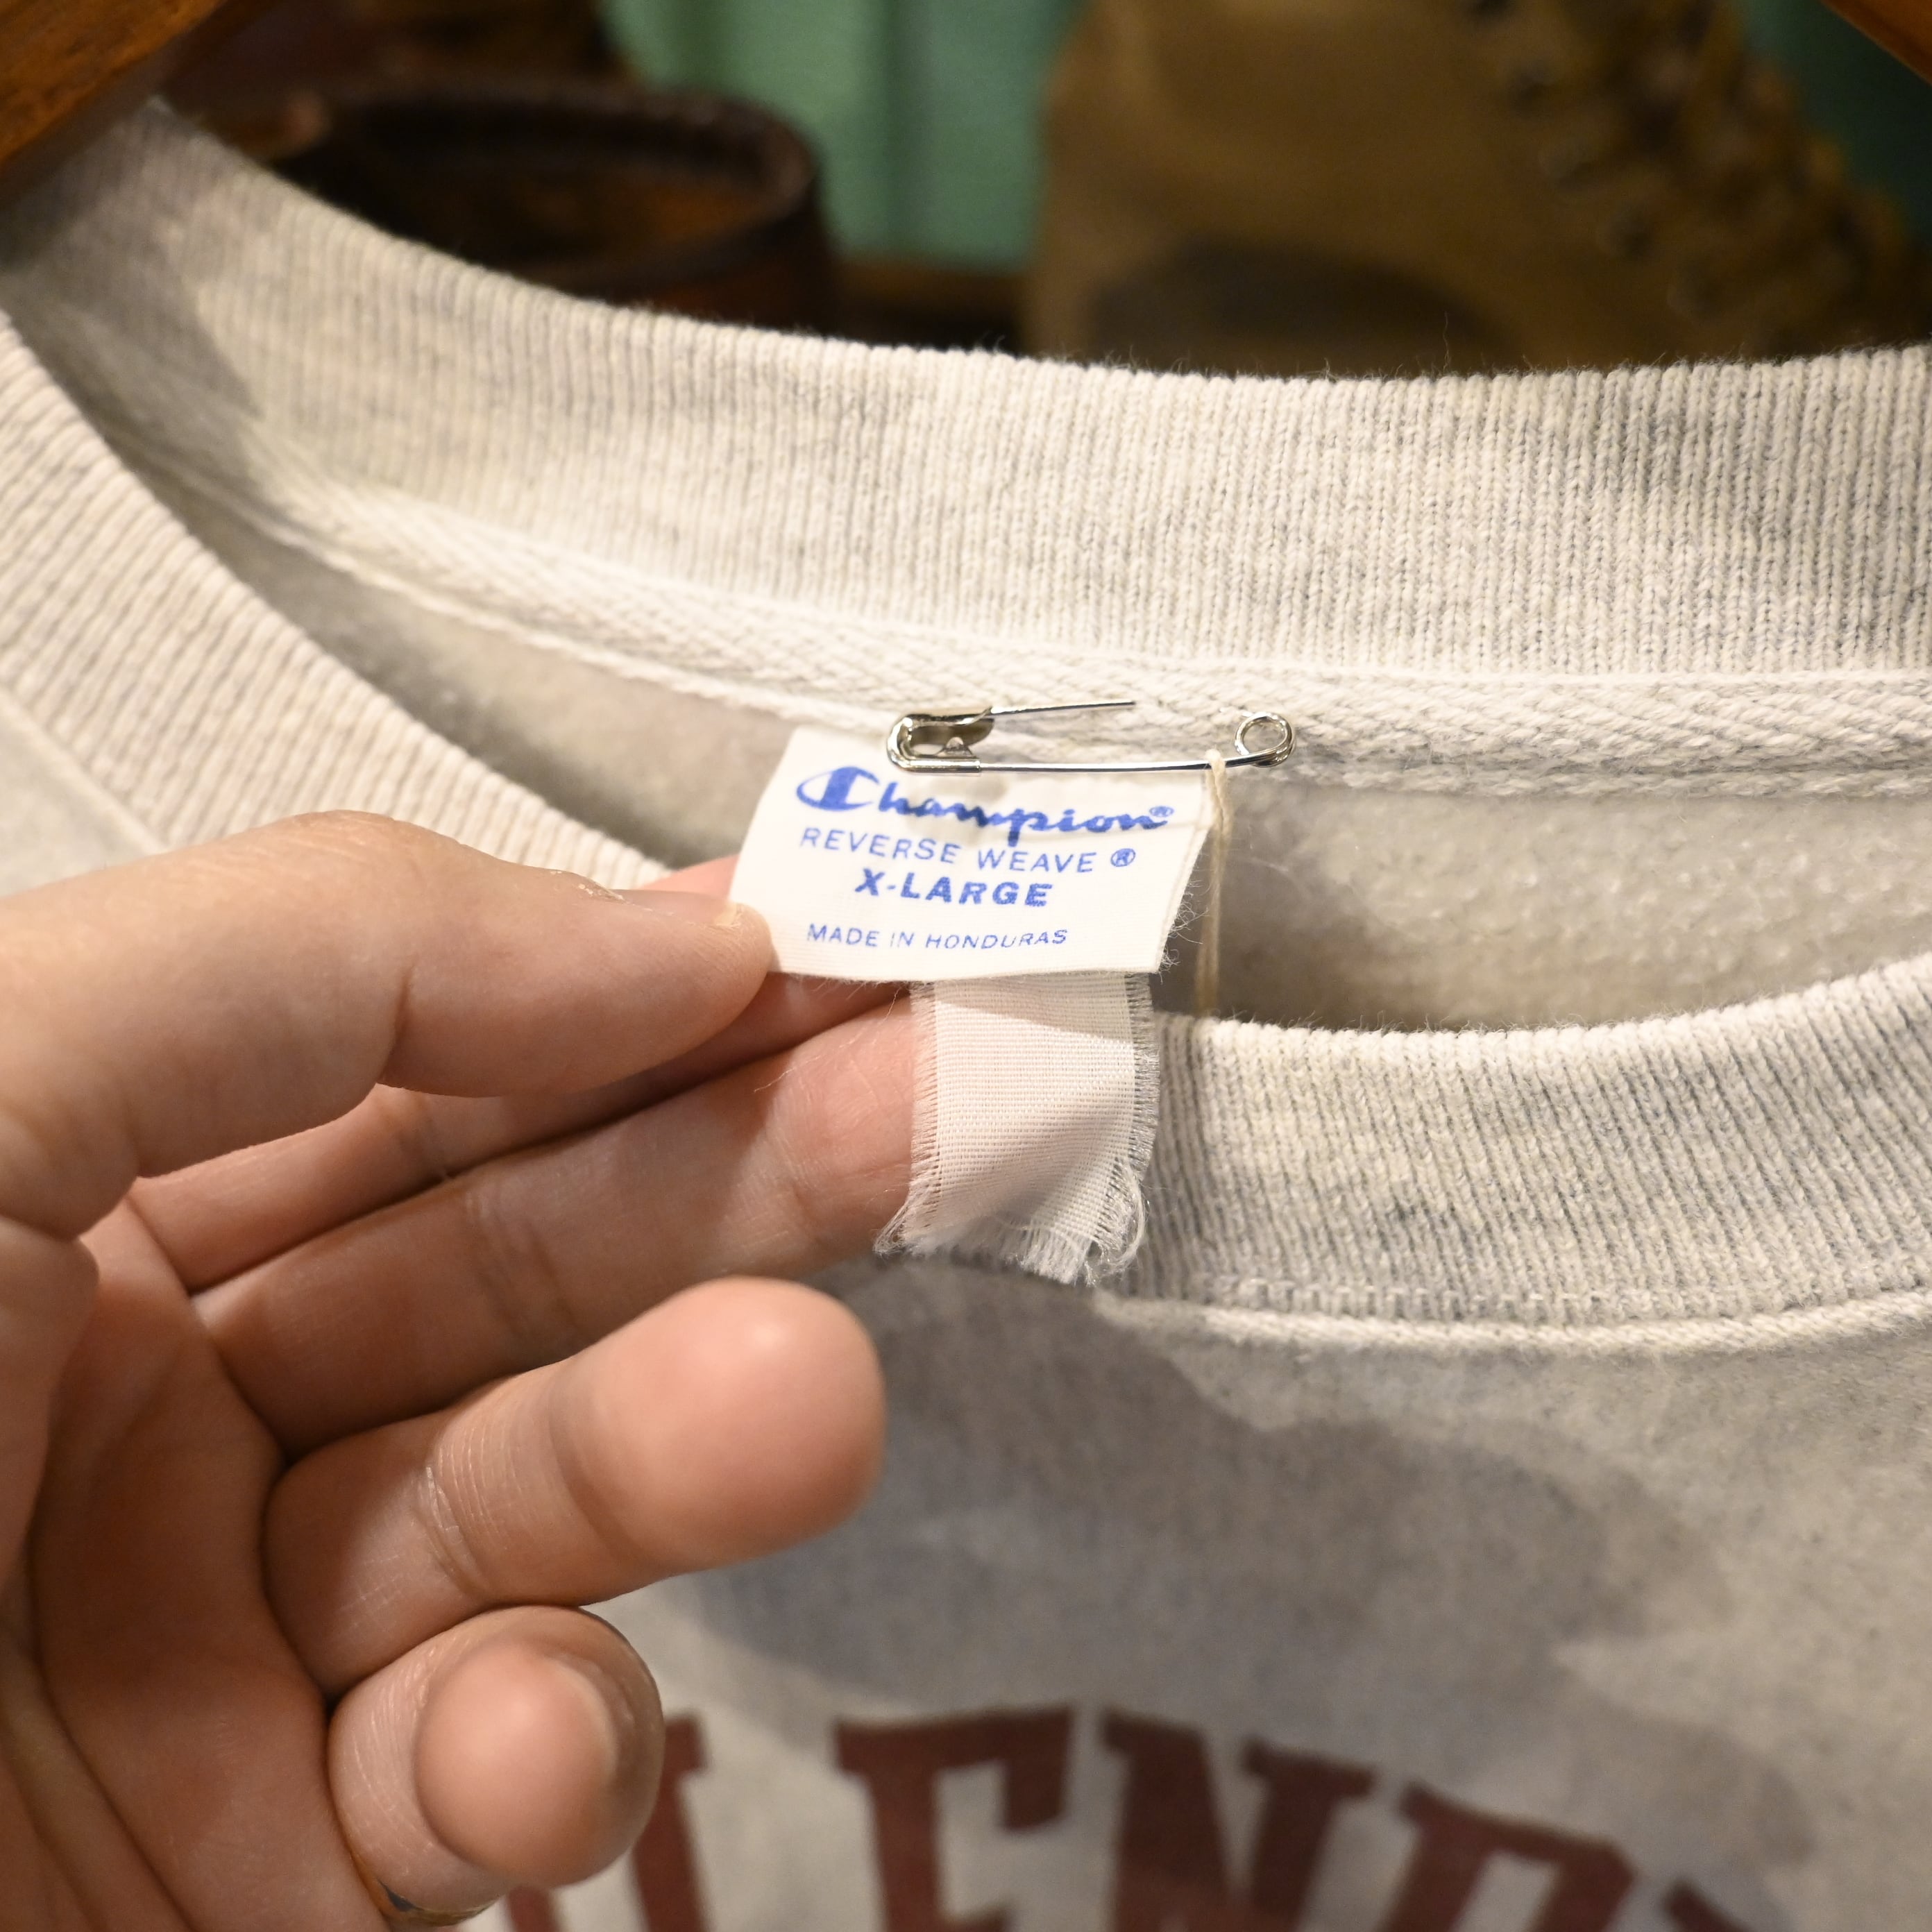 Champion®
REVERSE WEAVE ®
X-LARGE
MADE IN HONDURAS